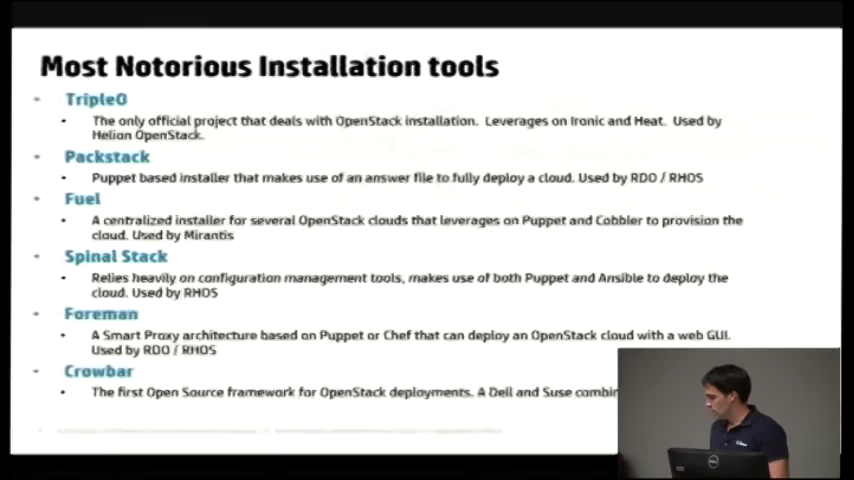 Most Notorious Installation tools
TripleO
The only official project that deals with OpenStack installation. Leverages on Ironic and Heat. Used by
Helion OpenStack.
Packstack
Puppet based installer that makes use of an answer file to fully deploy a cloud. Used by RDO / RHOS
Fuel
A centralized installer for several OpenStack clouds that leverages on Puppet and Cobbler to provision the
cloud. Used by Mirantis
Spinal Stack
Relies heavily on configuration management tools, makes use of both Puppet and Ansible to deploy the
cloud. Used by RHOS
Foreman
A Smart Proxy architecture based on Puppet or Chef that can deploy an OpenStack cloud with a web GUI.
Used by RDO / RHOS
Crowbar
The first Open Source framework for OpenStack deployments. A Dell and Suse